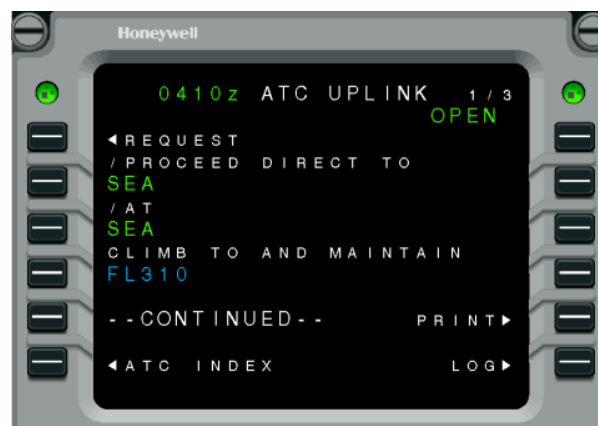 Honeywell
0410z ATC UPLINK 1/3
OPEN
◄REQUEST
/PROCEED DIRECT TO
SEA
/AT
SEA
CLIMB TO AND MAINTAIN
FL310
--CONTINUED-- PRINT►
◄ATC INDEX LOG►